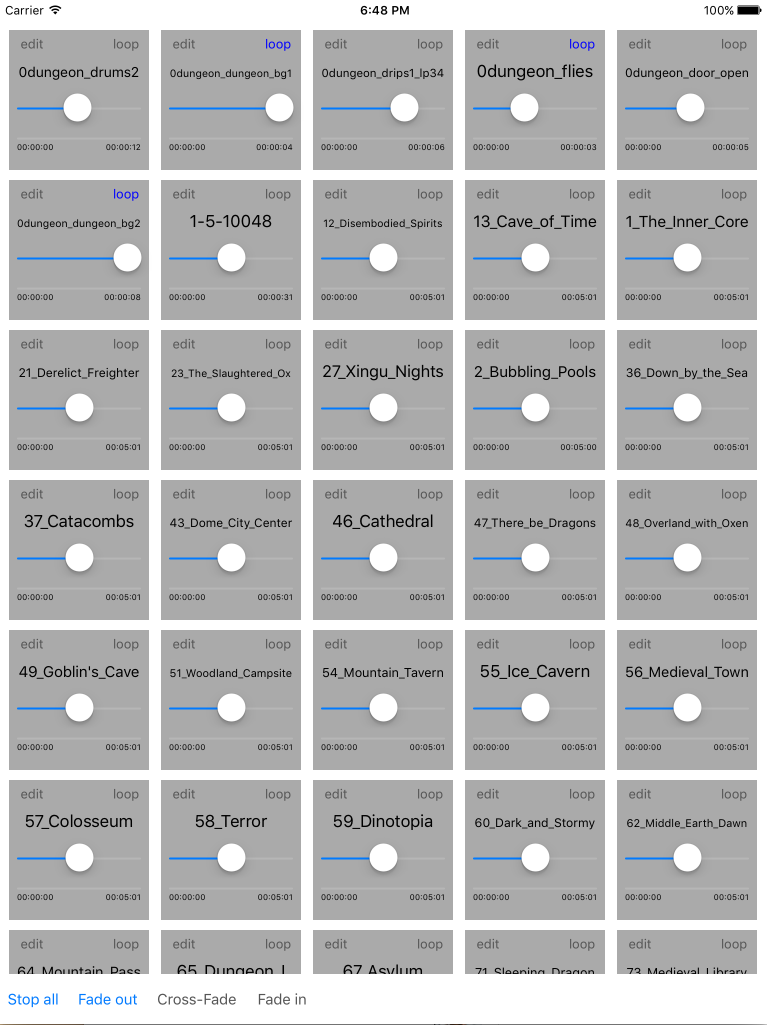 Carrier 6:48 PM 100%
edit loop edit loop edit loop edit loop edit loop
0dungeon_drums2 0dungeon_dungeon_bg1 0dungeon_drips1_lp34 0dungeon_flies 0dungeon_door_open
00:00:00 00:00:12 00:00:00 00:00:04 00:00:00 00:00:06 00:00:00 00:00:03 00:00:00 00:00:05
edit loop edit loop edit loop edit loop edit loop
0dungeon_dungeon_bg2 1-5-10048 12_Disembodied_Spirits 13_Cave_of_Time 1_The_Inner_Core
00:00:00 00:00:08 00:00:00 00:00:31 00:00:00 00:05:01 00:00:00 00:05:01 00:00:00 00:05:01
edit loop edit loop edit loop edit loop edit loop
21_Derelict_Freighter 23_The_Slaughtered_Ox 27_Xingu_Nights 2_Bubbling_Pools 36_Down_by_the_Sea
00:00:00 00:05:01 00:00:00 00:05:01 00:00:00 00:05:01 00:00:00 00:05:00 00:00:00 00:05:01
edit loop edit loop edit loop edit loop edit loop
37_Catacombs 43_Dome_City_Center 46_Cathedral 47_There_be_Dragons 48_Overland_with_Oxen
00:00:00 00:05:01 00:00:00 00:05:01 00:00:00 00:05:01 00:00:00 00:05:01 00:00:00 00:05:01
edit loop edit loop edit loop edit loop edit loop
49_Goblin's_Cave 51_Woodland_Campsite 54_Mountain_Tavern 55_Ice_Cavern 56_Medieval_Town
00:00:00 00:05:01 00:00:00 00:05:01 00:00:00 00:05:01 00:00:00 00:05:01 00:00:00 00:05:01
edit loop edit loop edit loop edit loop edit loop
57_Colosseum 58_Terror 59_Dinotopia 60_Dark_and_Stormy 62_Middle_Earth_Dawn
00:00:00 00:05:01 00:00:00 00:05:01 00:00:00 00:05:01 00:00:00 00:05:01 00:00:00 00:05:01
edit loop edit loop edit loop edit loop edit loop
64_Mountain_Pass 67_Asylum 71_Sleeping_Dragon 73_Medieval_Library
Stop all Fade out Cross-Fade Fade in